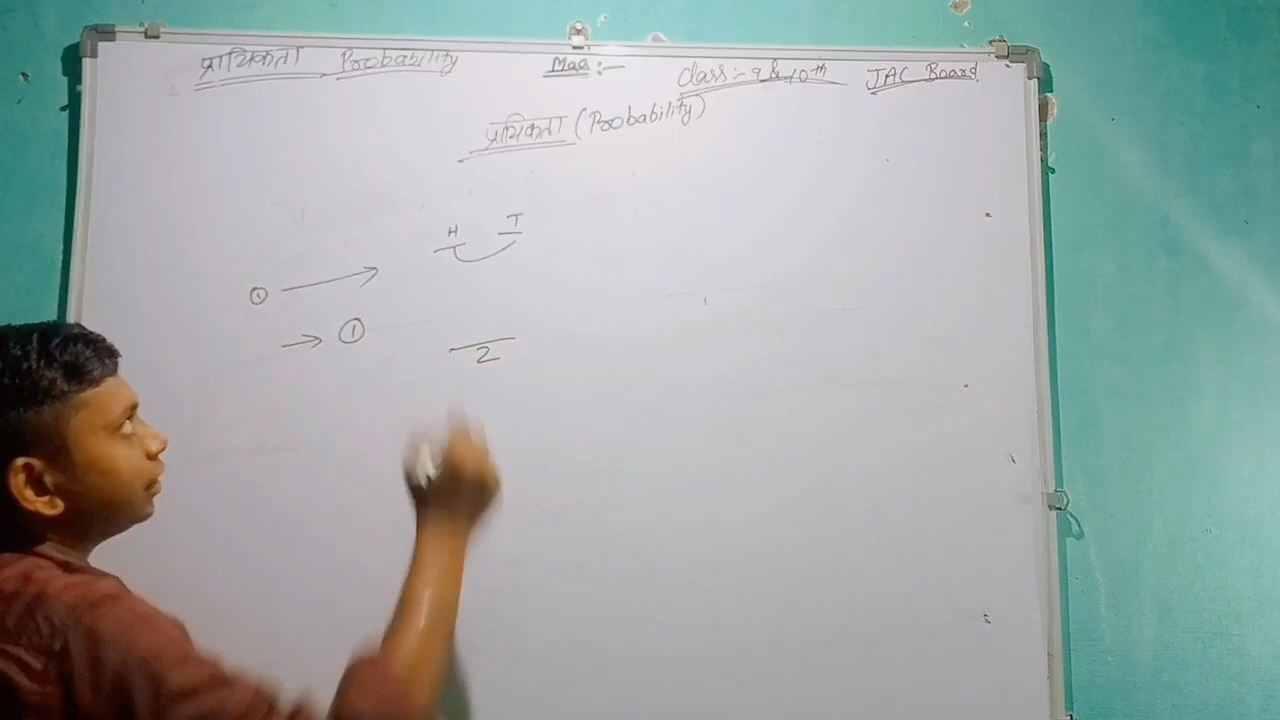 प्रायिकता Probability Maa :- Class :- 9 & 10th JAC Board
प्रायिकता (Probability)
H T
①
→ ①
2